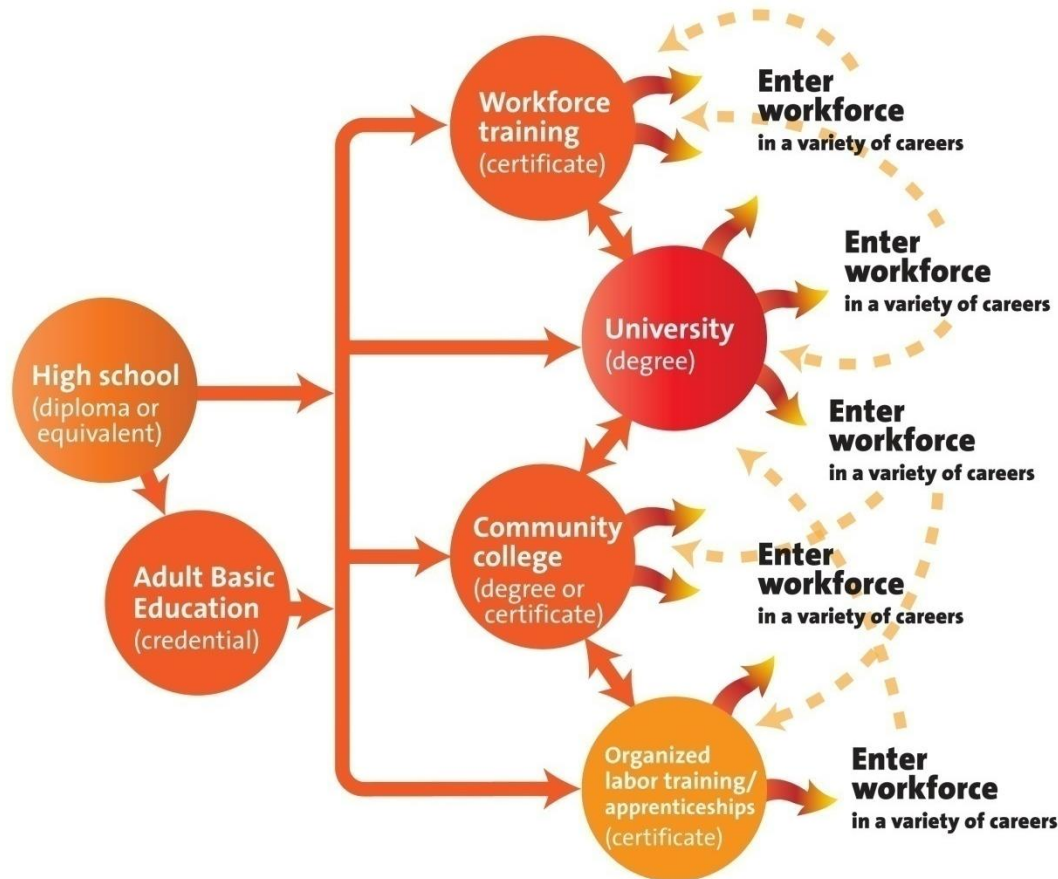 High school
(diploma or
equivalent)
Adult Basic
Education
(credential)
Workforce
training
(certificate)
University
(degree)
Community
college
(degree or
certificate)
Organized
labor training/
apprenticeships
(certificate)
Enter
workforce
in a variety of careers
Enter
workforce
in a variety of careers
Enter
workforce
in a variety of careers
Enter
workforce
in a variety of careers
Enter
workforce
in a variety of careers